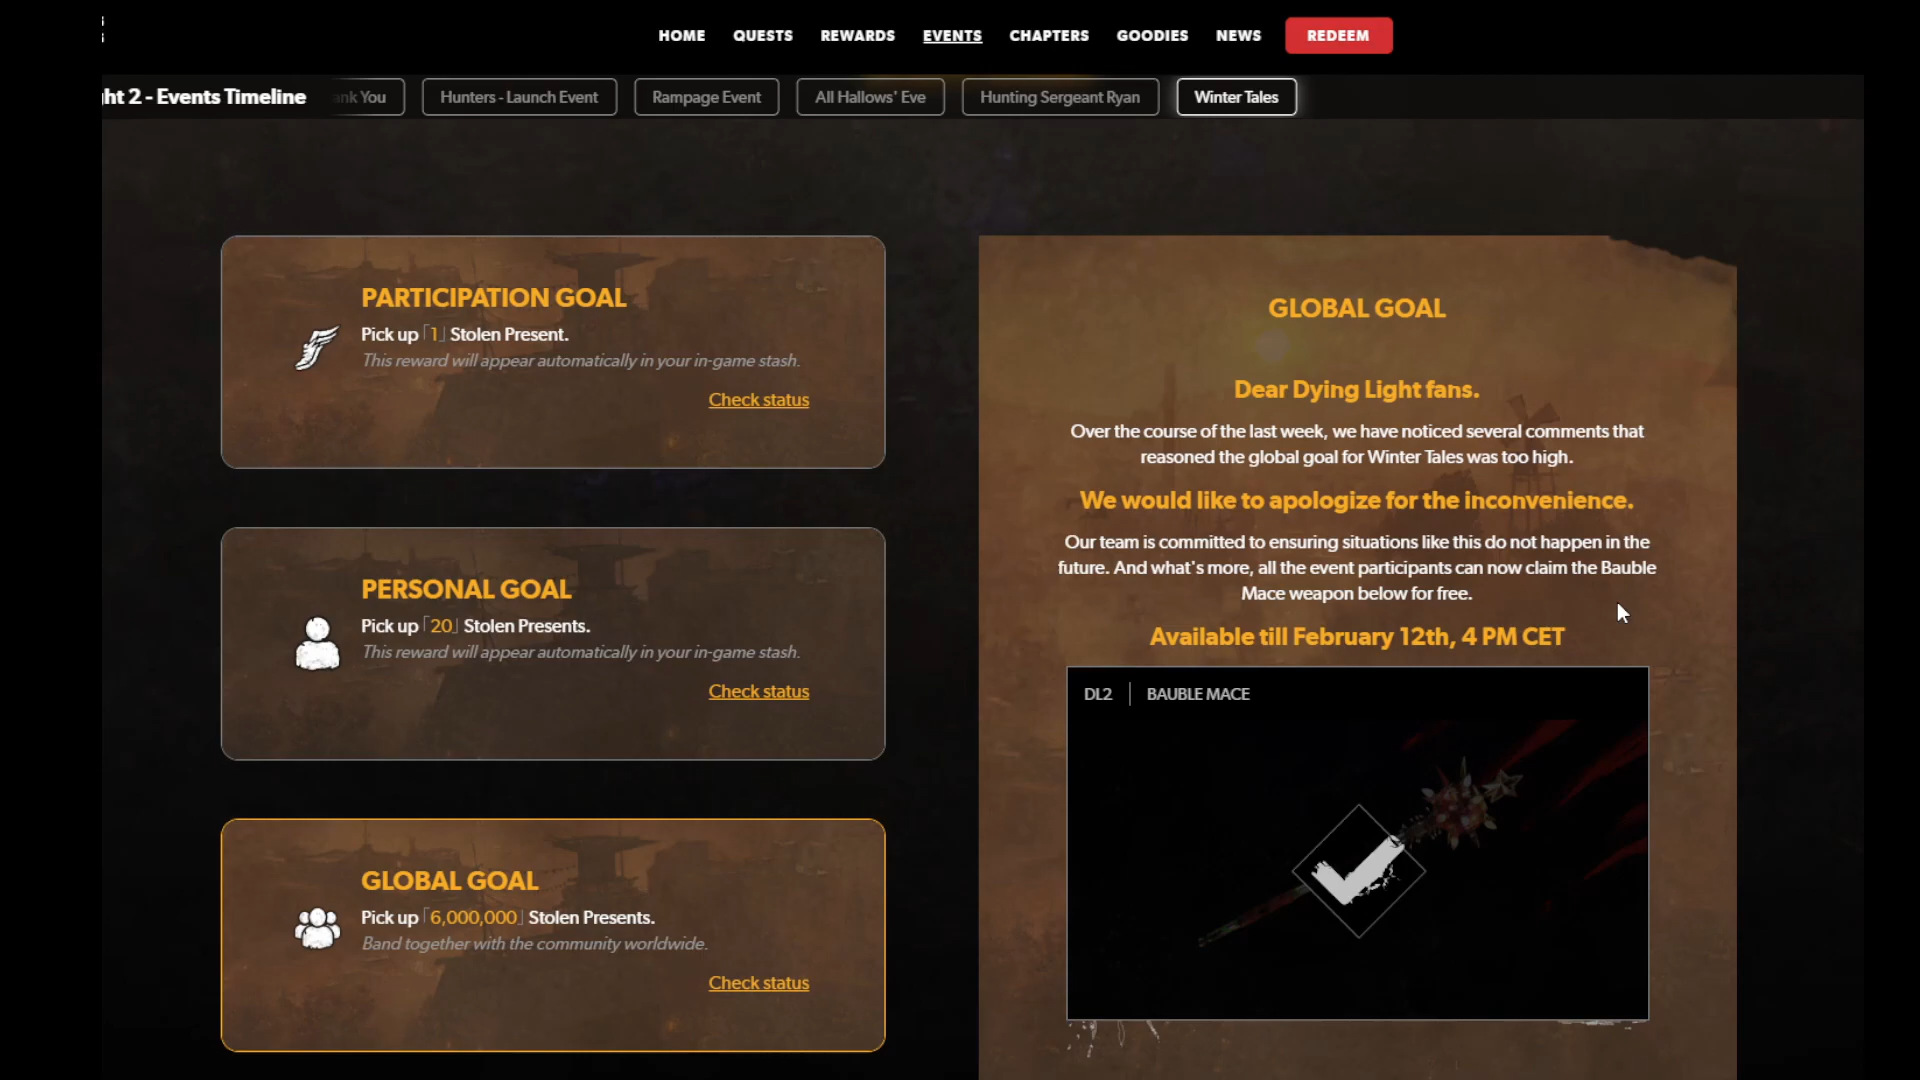 HOME QUESTS REWARDS EVENTS CHAPTERS GOODIES NEWS REDEEM
ht 2 - Events Timeline
ank You
Hunters - Launch Event
Rampage Event
All Hallows' Eve
Hunting Sergeant Ryan
Winter Tales
PARTICIPATION GOAL
Pick up 「1」 Stolen Present.
This reward will appear automatically in your in-game stash.
Check status
PERSONAL GOAL
Pick up 「20」 Stolen Presents.
This reward will appear automatically in your in-game stash.
Check status
GLOBAL GOAL
Pick up 「6,000,000」 Stolen Presents.
Band together with the community worldwide.
Check status
GLOBAL GOAL
Dear Dying Light fans.
Over the course of the last week, we have noticed several comments that
reasoned the global goal for Winter Tales was too high.
We would like to apologize for the inconvenience.
Our team is committed to ensuring situations like this do not happen in the
future. And what's more, all the event participants can now claim the Bauble
Mace weapon below for free.
Available till February 12th, 4 PM CET
DL2 | BAUBLE MACE